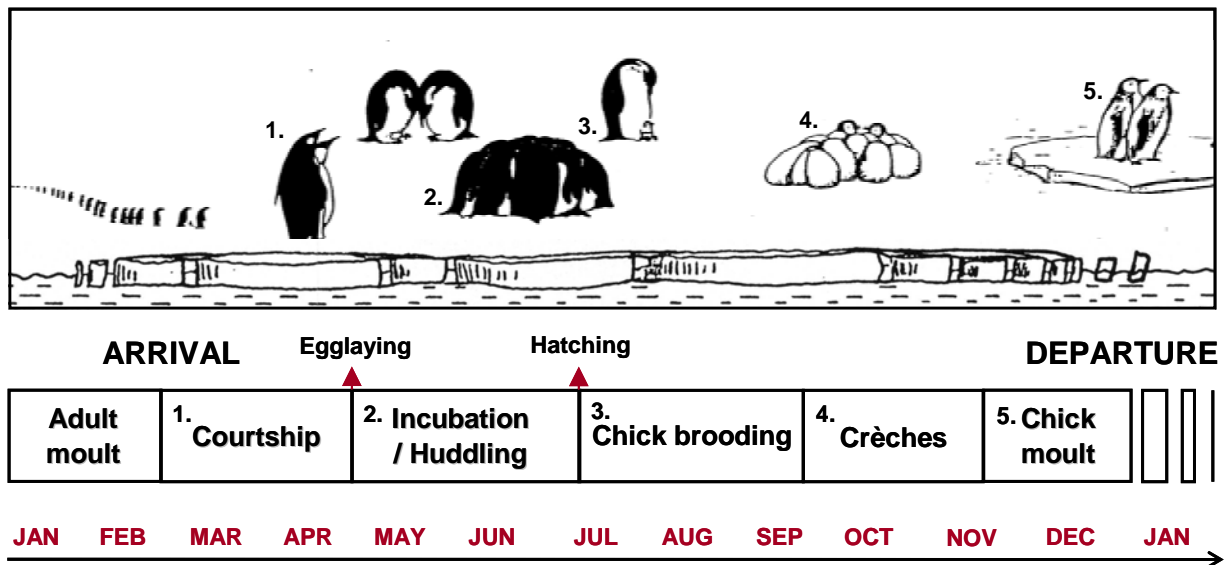 1.
2.
3.
4.
5.
ARRIVAL
Egglaying
Hatching
DEPARTURE
Adult
moult
1. Courtship
2. Incubation
/ Huddling
3.
Chick brooding
4.
Crèches
5. Chick
moult
JAN FEB MAR APR MAY JUN JUL AUG SEP OCT NOV DEC JAN